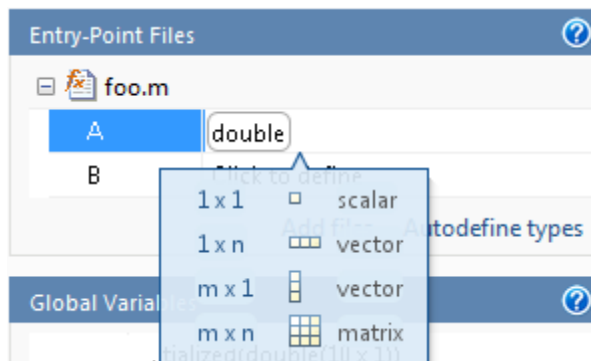 Entry-Point Files
foo.m
A double
B Click to define
1 x 1 scalar
Add files Autodefine types
1 x n vector
m x 1 vector
Global Variables
m x n matrix